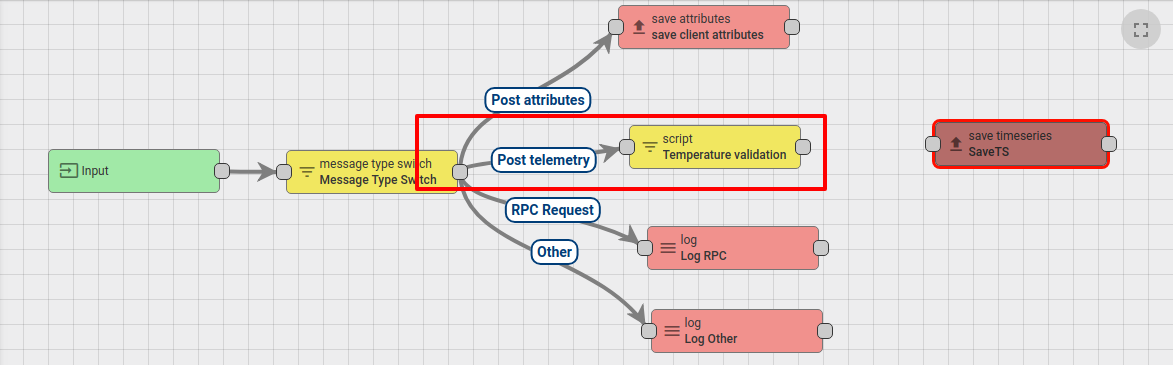 save attributes
save client attributes
Post attributes
script
Temperature validation
Post telemetry
save timeseries
SaveTS
Input
message type switch
Message Type Switch
RPC Request
log
Log RPC
Other
log
Log Other